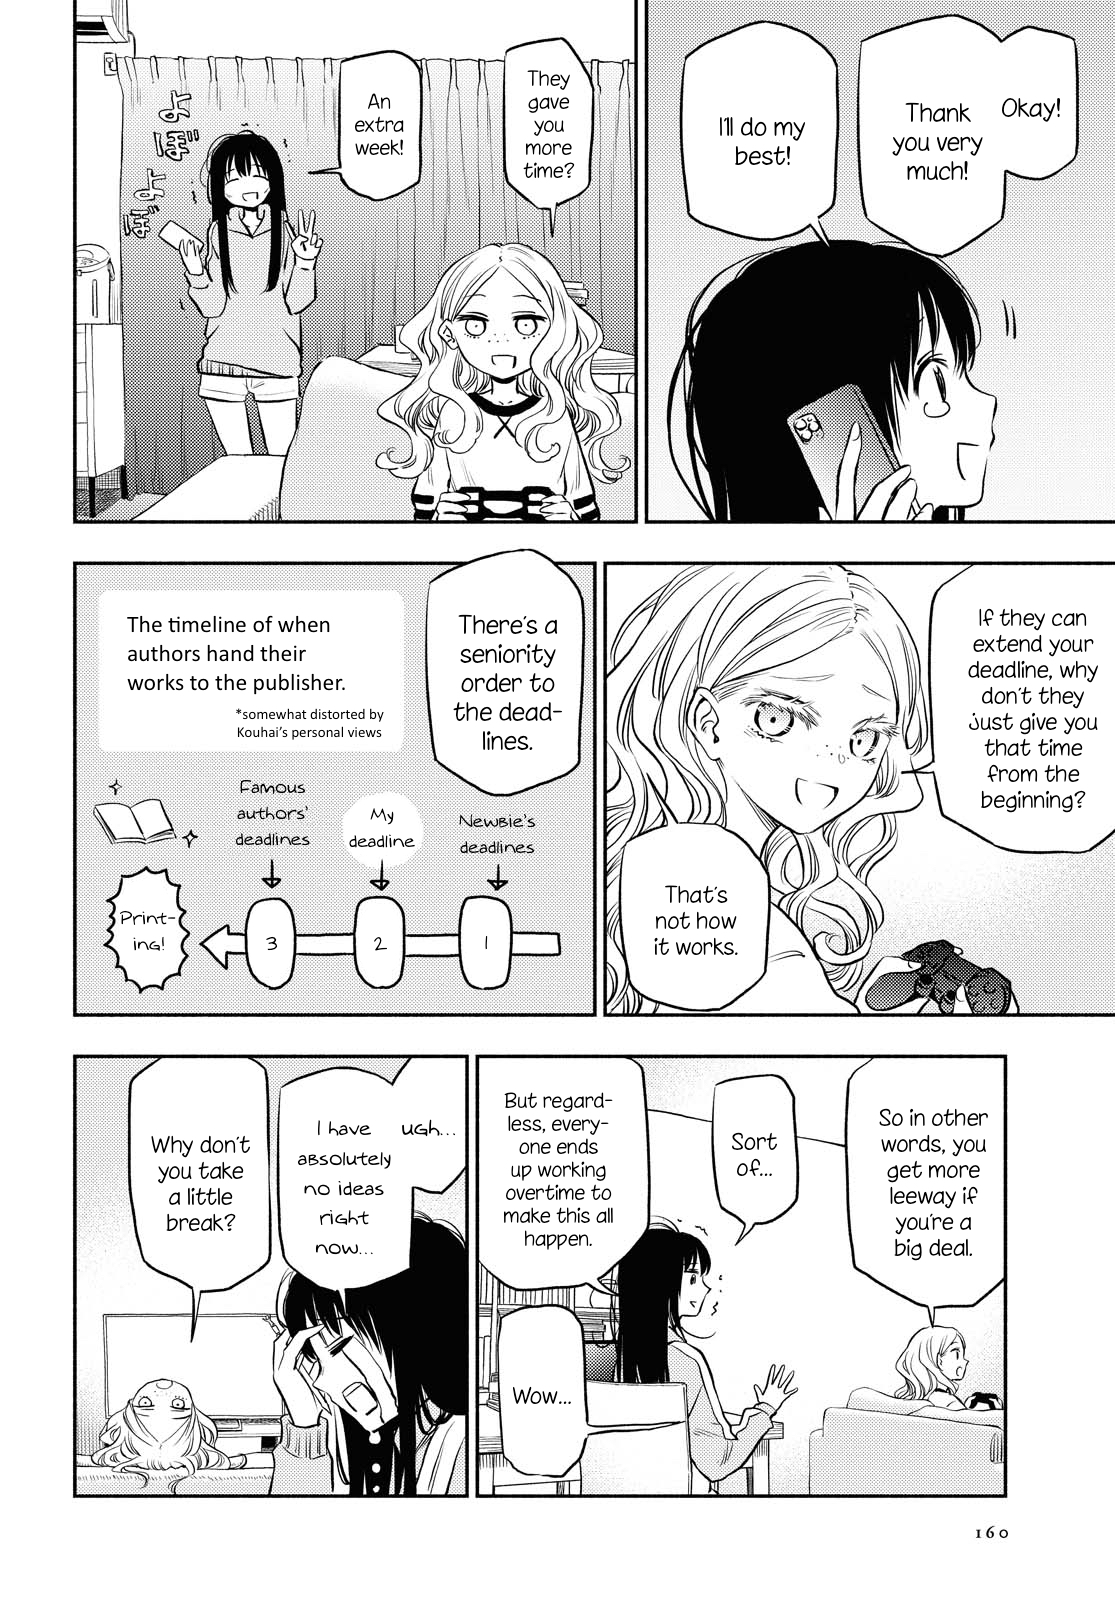 Okay!
Thank
you very
much!
I'll do my
best!
They
gave
you
more
time?
An
extra
week!
よぼ゛
よぼ゛
If they can
extend your
deadline, why
don't they
just give you
that time
from the
beginning?
That's
not how
it works.
There's a
seniority
order to
the dead-
lines.
The timeline of when
authors hand their
works to the publisher.
*somewhat distorted by
Kouhai's personal views
Famous
authors'
deadlines
My
deadline
Newbie's
deadlines
Print-
ing!
3
2
1
So in other
words, you
get more
leeway if
you're a
big deal.
Sort
of...
But regard-
less, every-
one ends
up working
overtime to
make this all
happen.
Wow...
Ugh...
I have
absolutely
no ideas
right
now...
Why don't
you take
a little
break?
160